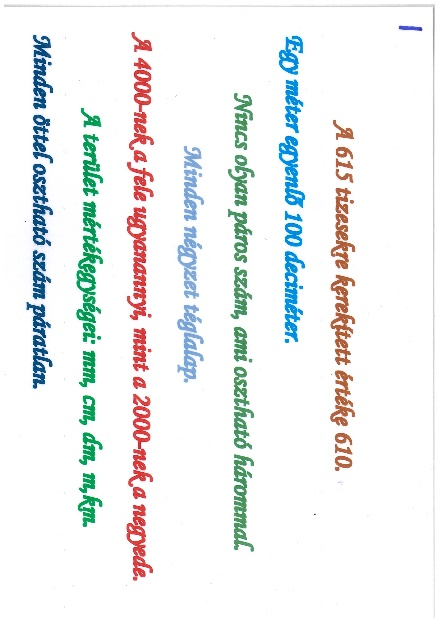 1
A 615 tizesekre kerekített értéke 610.
Egy méter egyenlő 100 deciméter.
Nincs olyan páros szám, ami osztható hárommal.
Minden négyzet téglalap.
A 4000-nek a fele ugyanannyi, mint a 2000-nek a negyede.
A terület mértékegységei: mm, cm, dm, m,km.
Minden öttel osztható szám páratlan.